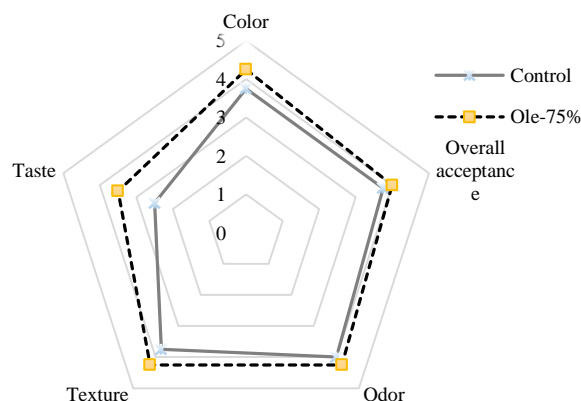 Color
5
4
3
2
1
0
Control
Ole-75%
Overall
acceptanc
e
Taste
Texture
Odor